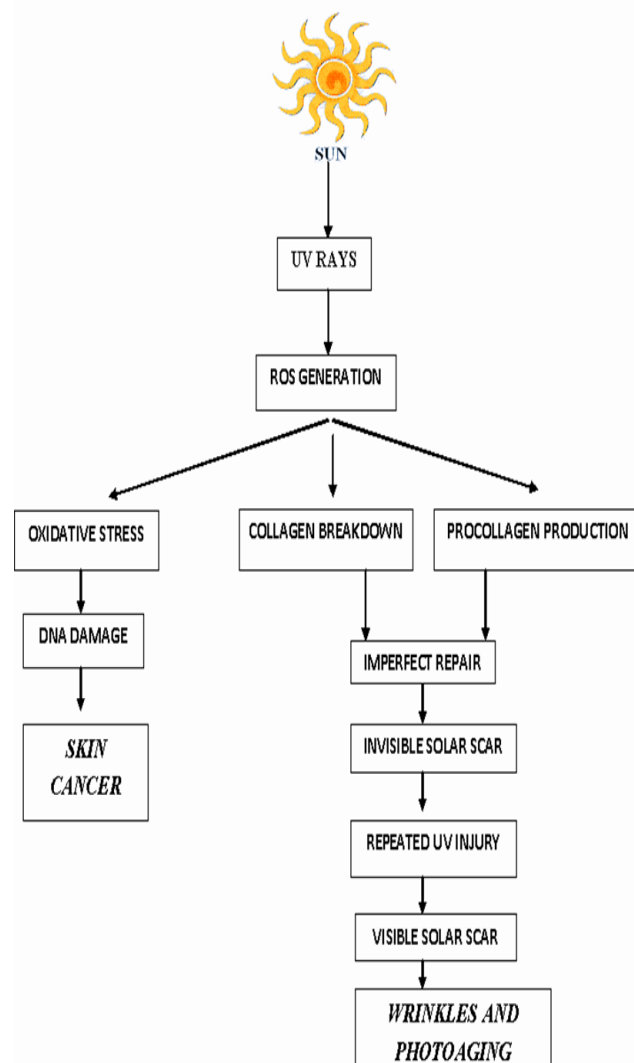 SUN
UV RAYS
ROS GENERATION
OXIDATIVE STRESS
COLLAGEN BREAKDOWN
PROCOLLAGEN PRODUCTION
DNA DAMAGE
IMPERFECT REPAIR
SKIN
CANCER
INVISIBLE SOLAR SCAR
REPEATED UV INJURY
VISIBLE SOLAR SCAR
WRINKLES AND
PHOTOAGING